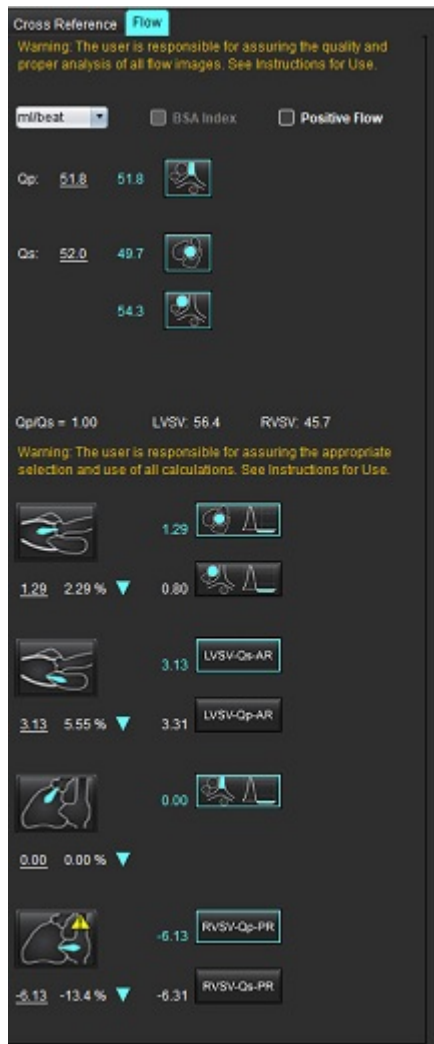 Cross Reference Flow
Warning: The user is responsible for assuring the quality and
proper analysis of all flow images. See Instructions for Use.
ml/beat BSA Index Positive Flow
Qp: 51.8 51.8
Qs: 52.0 49.7
54.3
Qp/Qs = 1.00 LVSV: 56.4 RVSV: 45.7
Warning: The user is responsible for assuring the appropriate
selection and use of all calculations. See Instructions for Use.
1.29
1.29 2.29 % 0.80
3.13 LVSV-Qs-AR
3.13 5.55 % 3.31 LVSV-Qp-AR
0.00
0.00 0.00 %
-6.13 RVSV-Qp-PR
-6.13 -13.4 % -6.31 RVSV-Qs-PR